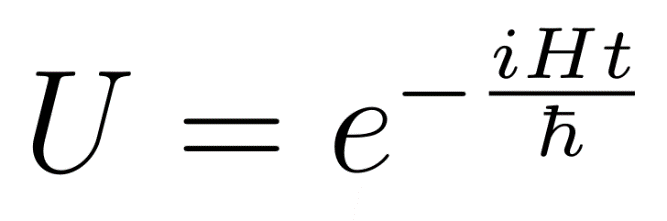 U = e^{-\frac{iHt}{\hbar}}